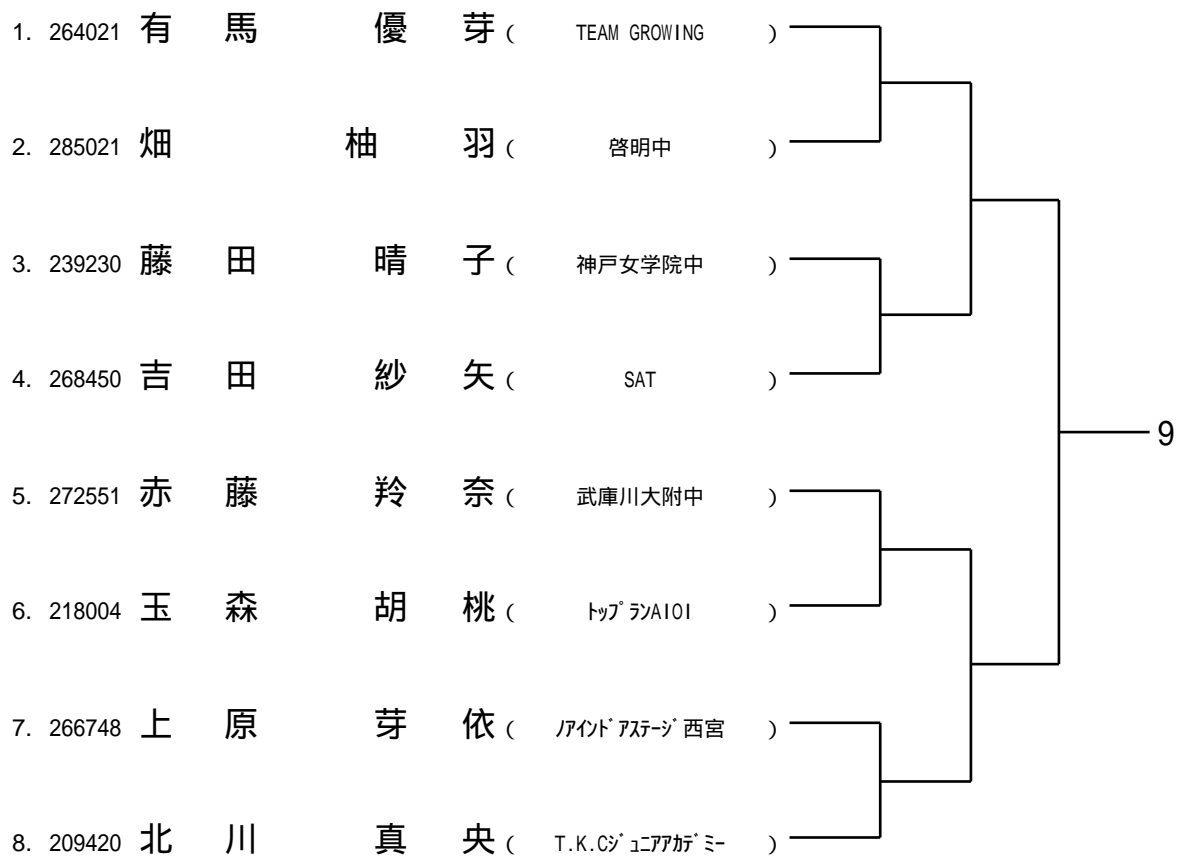 1. 264021 有 馬 優 芽 ( TEAM GROWING )
2. 285021 畑 柚 羽 ( 啓明中 )
3. 239230 藤 田 晴 子 ( 神戸女学院中 )
4. 268450 吉 田 紗 矢 ( SAT )
9
5. 272551 赤 藤 羚 奈 ( 武庫川大附中 )
6. 218004 玉 森 胡 桃 ( ﾄｯﾌﾟﾗﾝAIOI )
7. 266748 上 原 芽 依 ( ﾉｱｲﾝﾄﾞｱｽﾃｰｼﾞ西宮 )
8. 209420 北 川 真 央 ( T.K.Cｼﾞｭﾆｱｱｶﾃﾞﾐｰ )